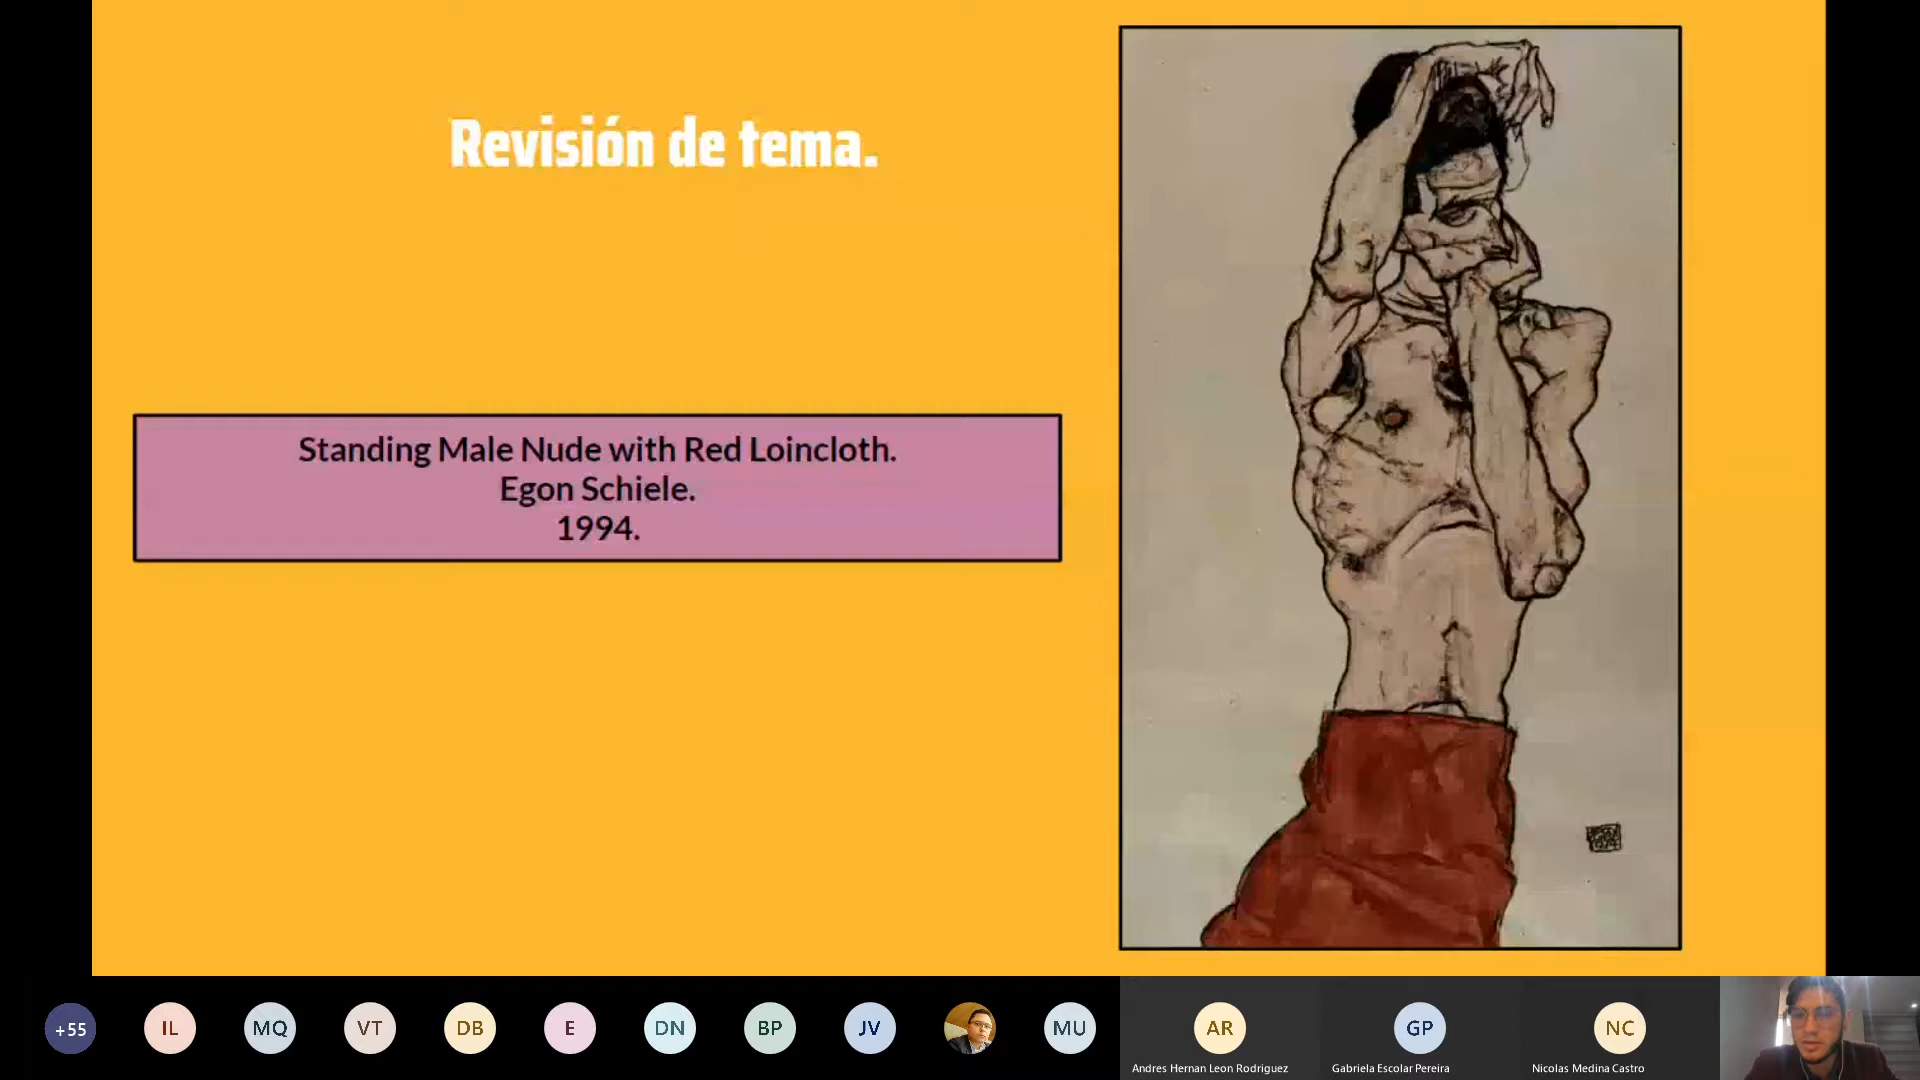 Revisión de tema.
Standing Male Nude with Red Loincloth.
Egon Schiele.
1994.
+55
IL
MQ
VT
DB
E
DN
BP
JV
MU
AR
GP
NC
Andres Hernan Leon Rodriguez
Gabriela Escolar Pereira
Nicolas Medina Castro